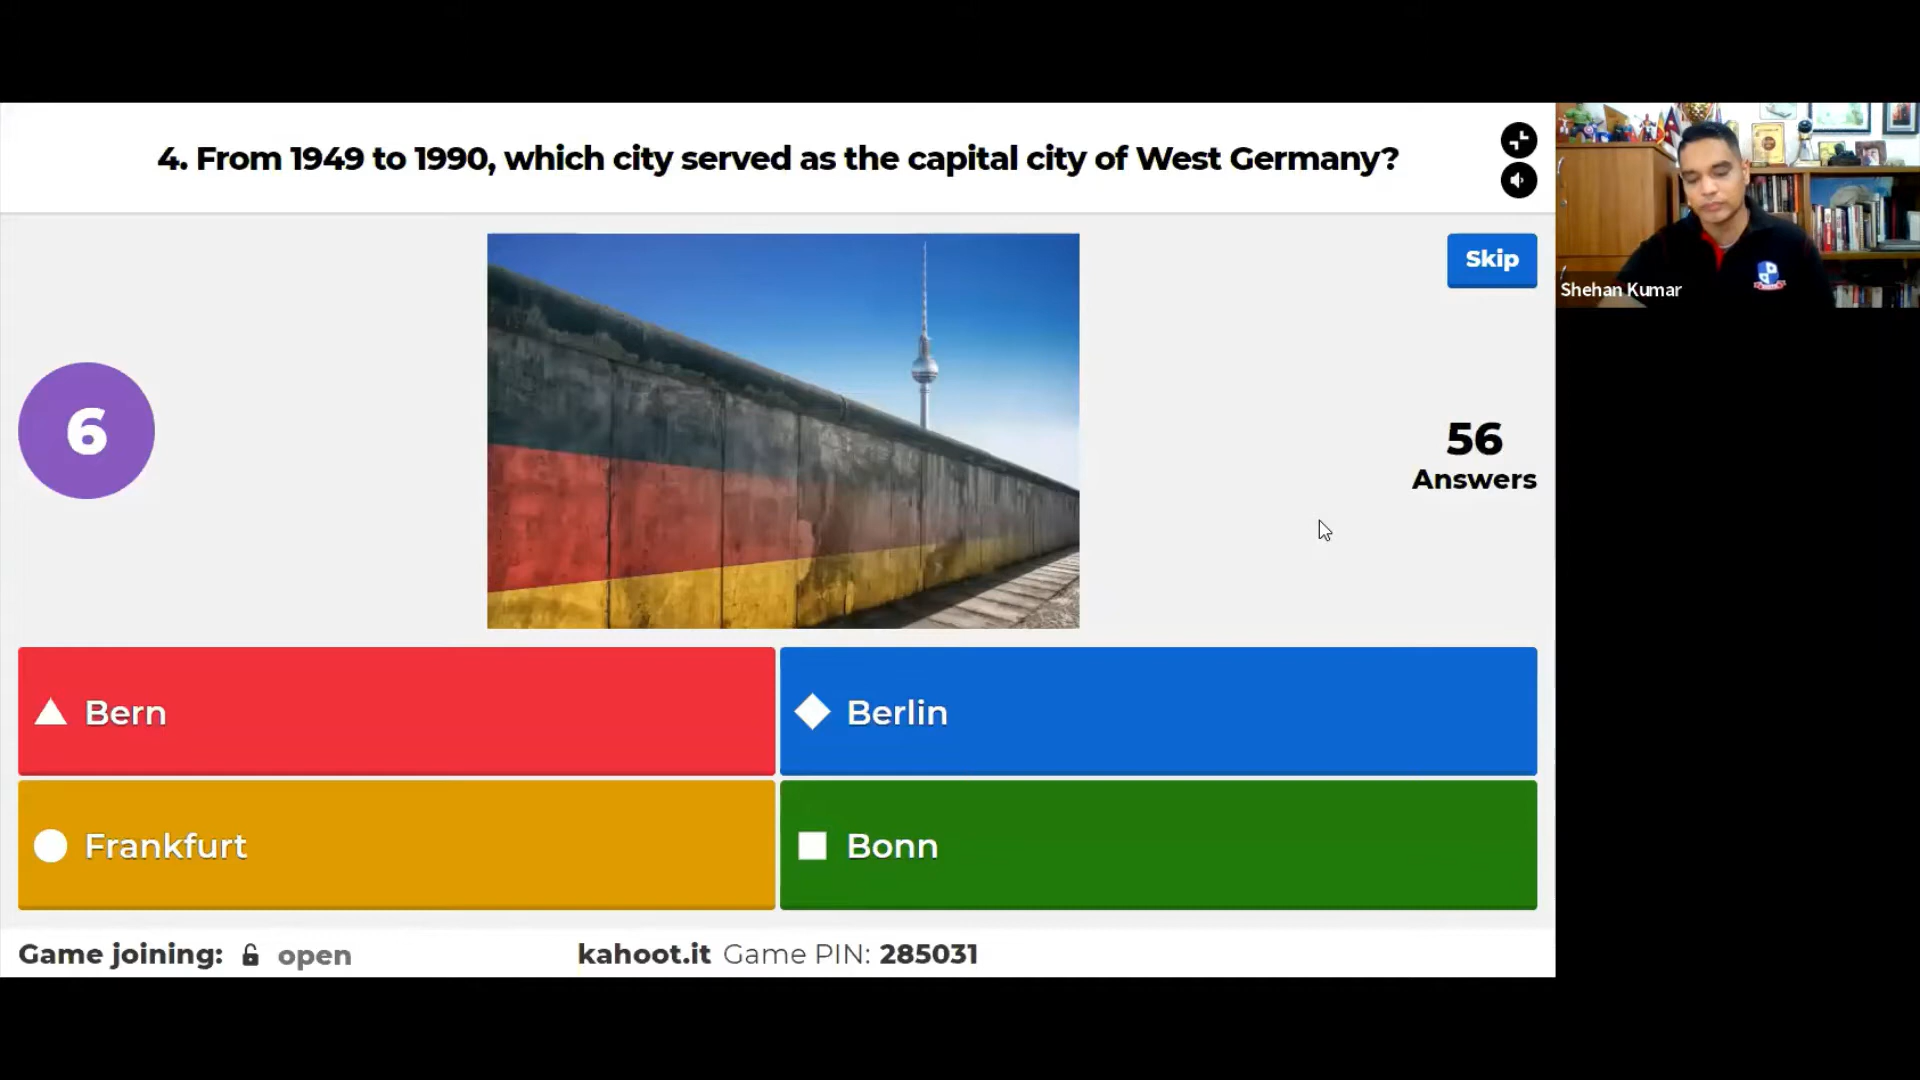 4. From 1949 to 1990, which city served as the capital city of West Germany?
Skip
Shehan Kumar
6
56
Answers
Bern
Berlin
Frankfurt
Bonn
Game joining: open
kahoot.it Game PIN: 285031